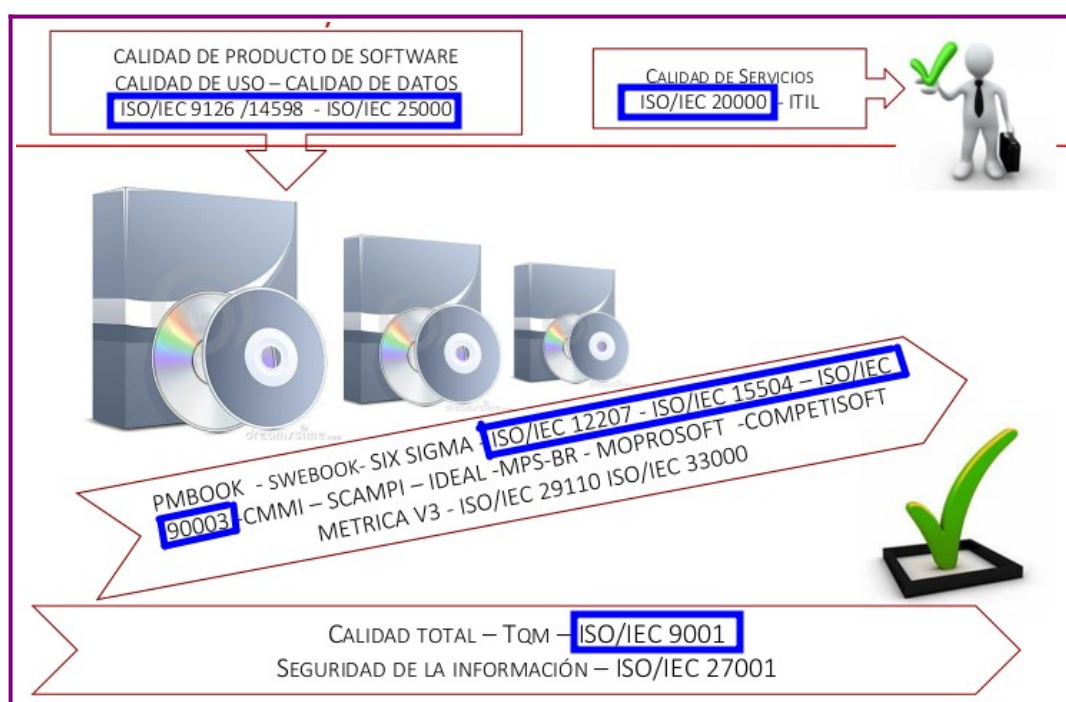 CALIDAD DE PRODUCTO DE SOFTWARE
CALIDAD DE USO – CALIDAD DE DATOS
ISO/IEC 9126 /14598 - ISO/IEC 25000
CALIDAD DE SERVICIOS
ISO/IEC 20000 - ITIL
dreamstime
PMBOOK - SWEBOOK- SIX SIGMA - ISO/IEC 12207 - ISO/IEC 15504 – ISO/IEC
90003 -CMMI – SCAMPI – IDEAL -MPS-BR - MOPROSOFT -COMPETISOFT
METRICA V3 - ISO/IEC 29110 ISO/IEC 33000
CALIDAD TOTAL – TQM – ISO/IEC 9001
SEGURIDAD DE LA INFORMACIÓN – ISO/IEC 27001